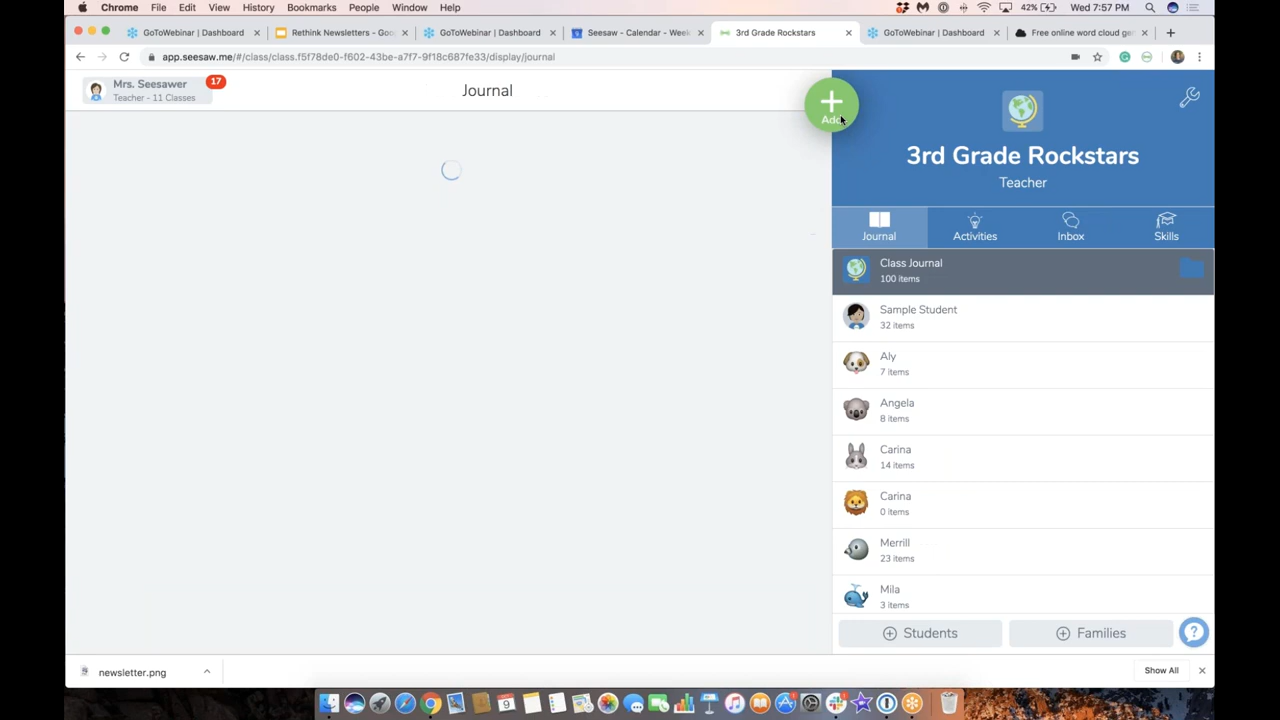 Chrome File Edit View History Bookmarks People Window Help
42% Wed 7:57 PM
GoToWebinar | Dashboard
Rethink Newsletters - Goo
GoToWebinar | Dashboard
Seesaw - Calendar - Week
3rd Grade Rockstars
GoToWebinar | Dashboard
Free online word cloud gen
app.seesaw.me/#/class/class.f5f78de0-f602-43be-a7f7-9f18c687fe33/display/journal
Mrs. Seesawer
17
Teacher - 11 Classes
Journal
Add
3rd Grade Rockstars
Teacher
Journal
Activities
Inbox
Skills
Class Journal
100 items
Sample Student
32 items
Aly
7 items
Angela
8 items
Carina
14 items
Carina
0 items
Merrill
23 items
Mila
3 items
Students
Families
?
newsletter.png
Show All
9